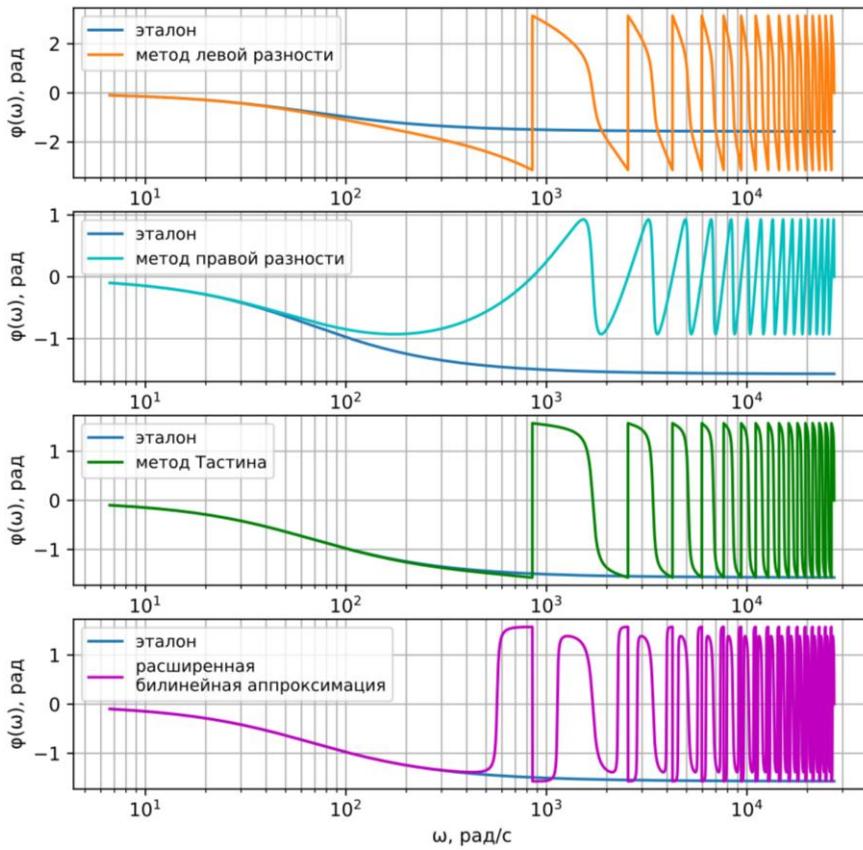 эталон
метод левой разности
φ(ω), рад
2
0
−2
10¹
10²
10³
10⁴
эталон
метод правой разности
φ(ω), рад
1
0
−1
10¹
10²
10³
10⁴
эталон
метод Тастина
φ(ω), рад
1
0
−1
10¹
10²
10³
10⁴
эталон
расширенная
билинейная аппроксимация
φ(ω), рад
1
0
−1
10¹
10²
10³
10⁴
ω, рад/с